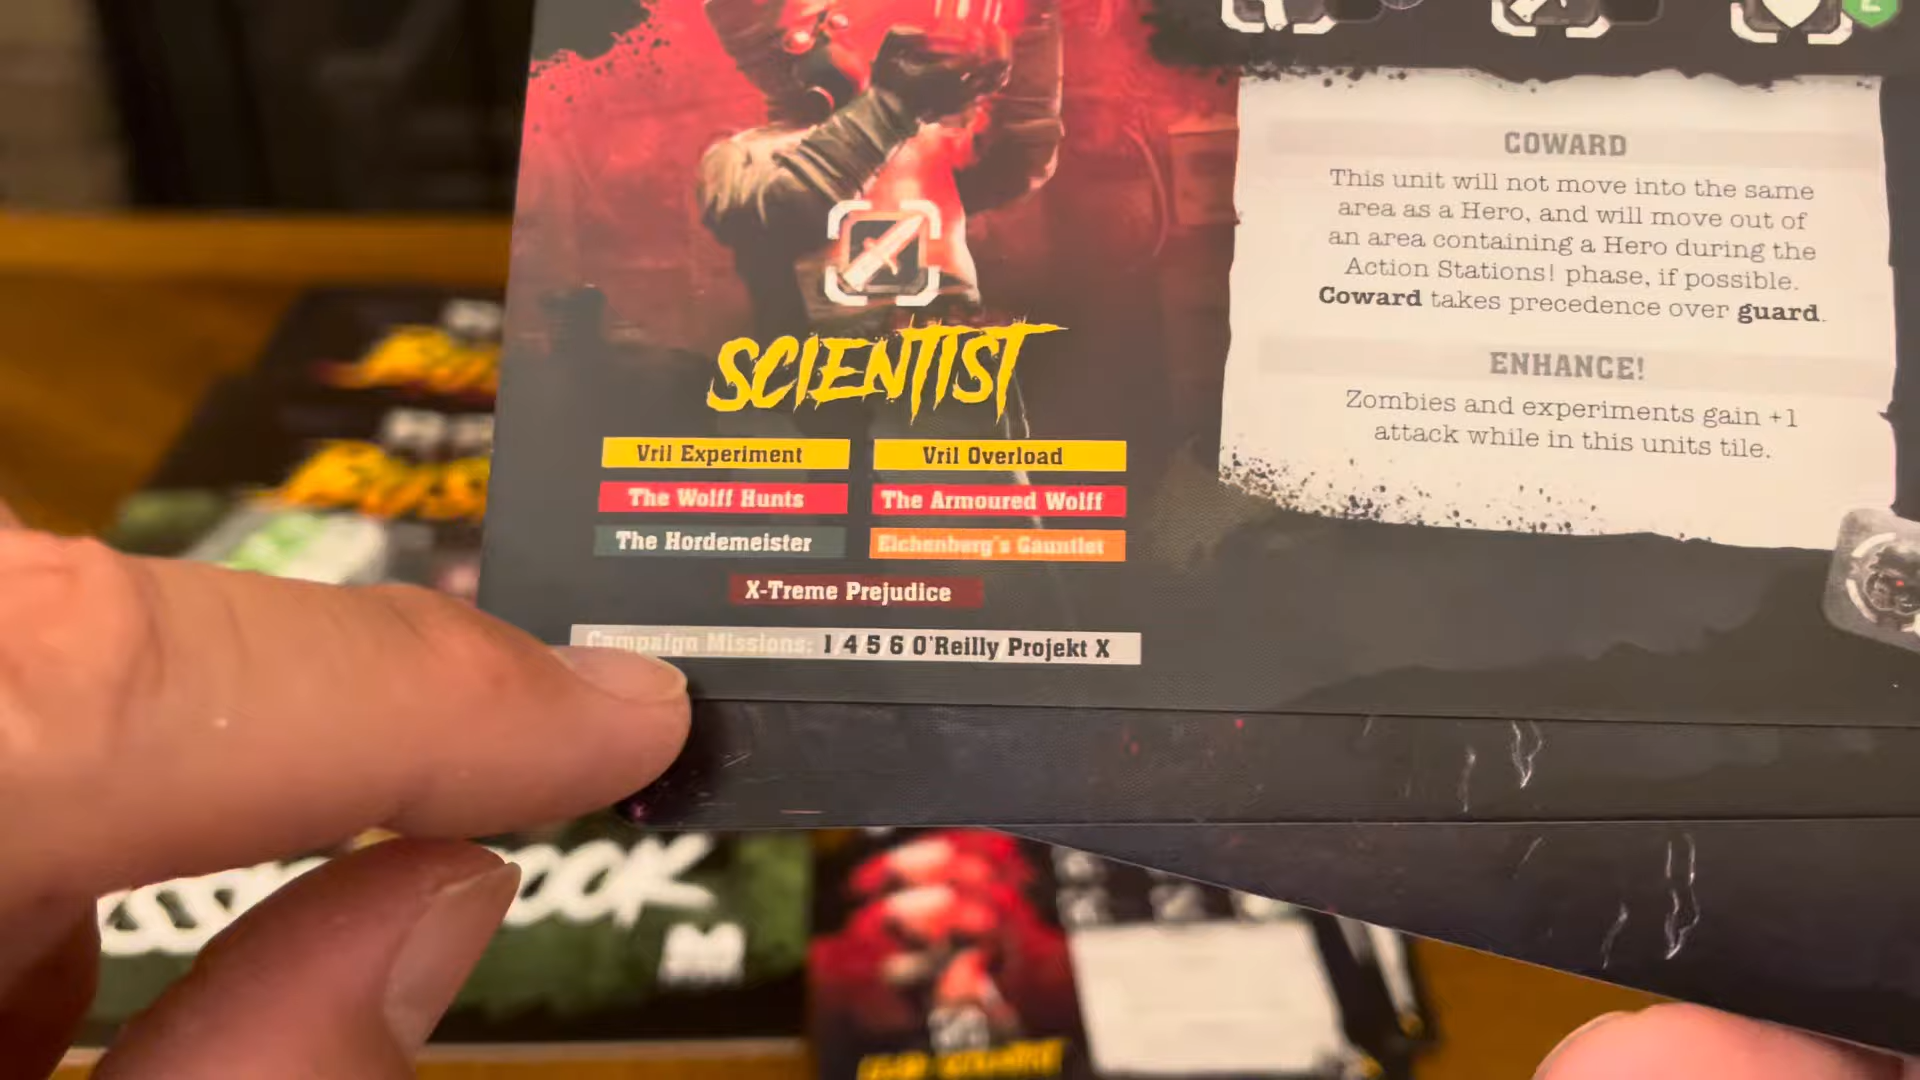 SCIENTIST
Vril Experiment
Vril Overload
The Wolff Hunts
The Armoured Wolff
The Hordemeister
Eichenberg's Gauntlet
X-Treme Prejudice
Campaign Missions: 1 4 5 6 O'Reilly Projekt X
COWARD
This unit will not move into the same
area as a Hero, and will move out of
an area containing a Hero during the
Action Stations! phase, if possible.
Coward takes precedence over guard.
ENHANCE!
Zombies and experiments gain +1
attack while in this units tile.
2